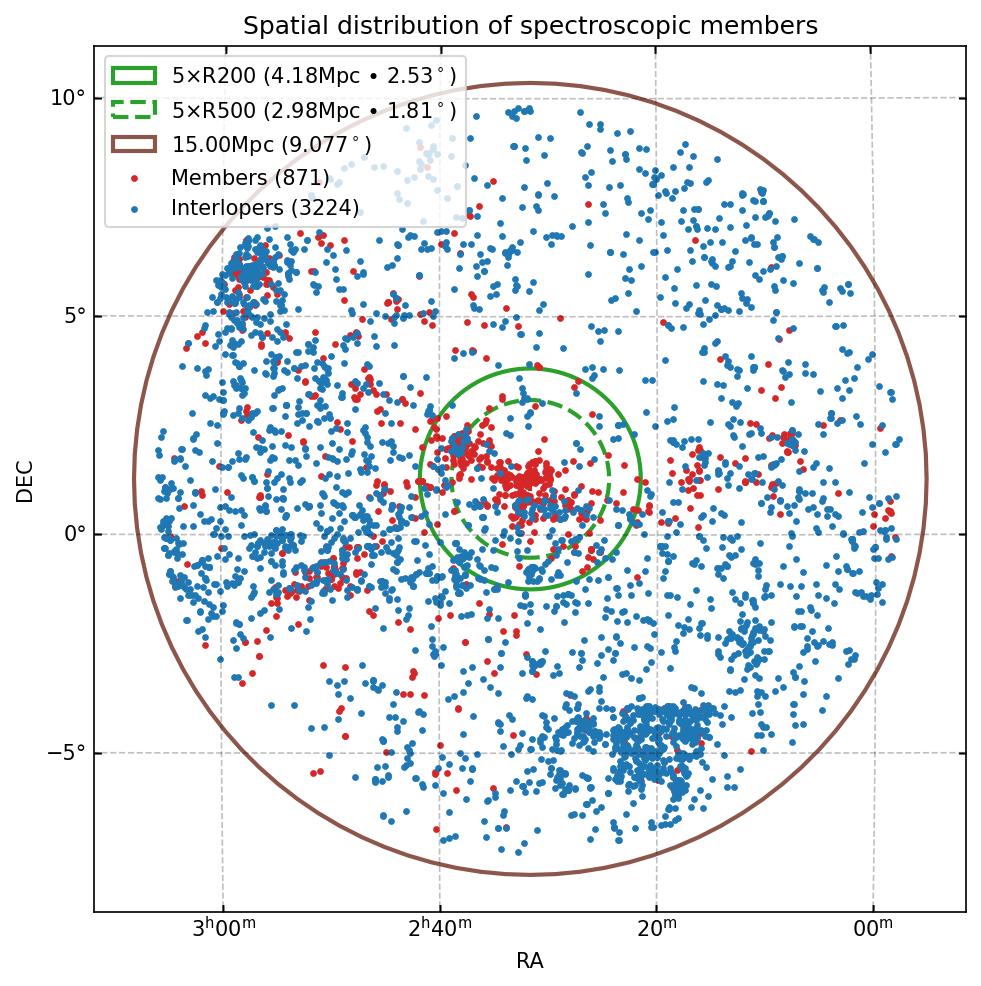 Spatial distribution of spectroscopic members
5×R200 (4.18Mpc • 2.53°)
5×R500 (2.98Mpc • 1.81°)
15.00Mpc (9.077°)
Members (871)
Interlopers (3224)
10°
5°
0°
−5°
DEC
3ʰ00ᵐ 2ʰ40ᵐ 20ᵐ 00ᵐ
RA